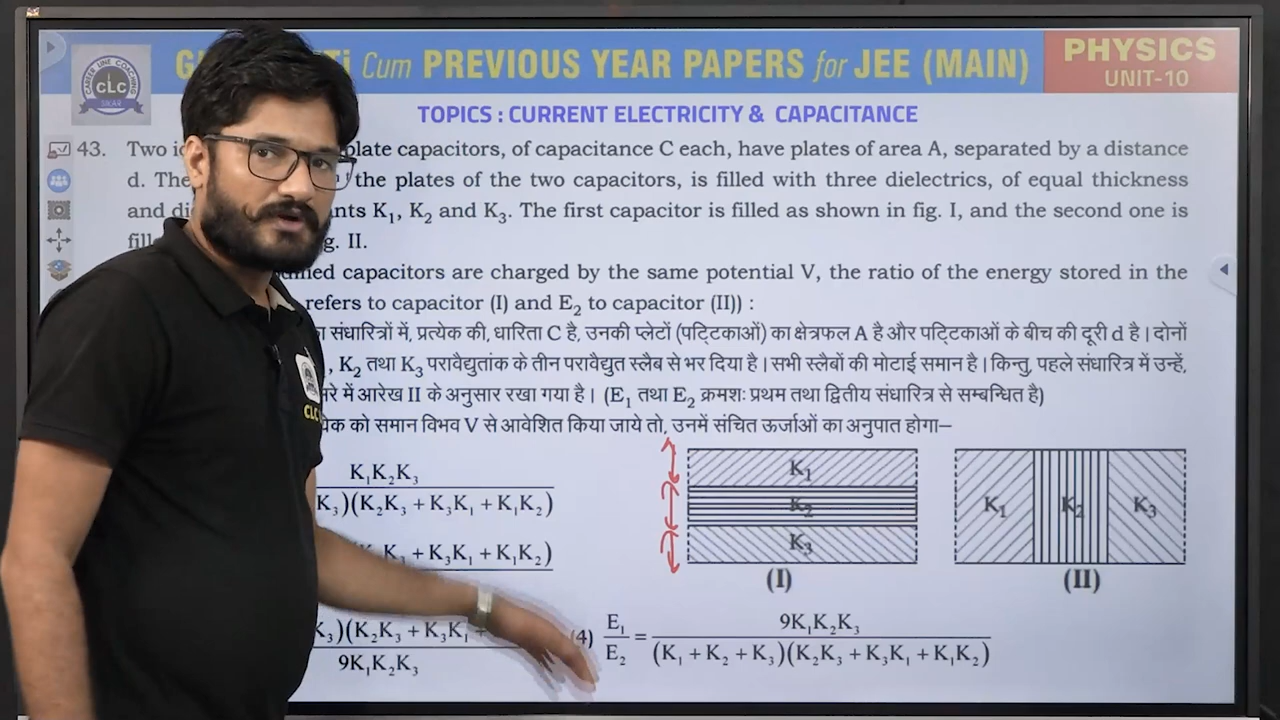 Cum PREVIOUS YEAR PAPERS for JEE (MAIN)
PHYSICS
UNIT-10
CAREER LINE COACHING
CLC
SIKAR
TOPICS : CURRENT ELECTRICITY & CAPACITANCE
43. Two plate capacitors, of capacitance C each, have plates of area A, separated by a distance
d. The the plates of the two capacitors, is filled with three dielectrics, of equal thickness
and K₁, K₂ and K₃. The first capacitor is filled as shown in fig. I, and the second one is
II.
capacitors are charged by the same potential V, the ratio of the energy stored in the
refers to capacitor (I) and E₂ to capacitor (II)) :
संधारित्रों में, प्रत्येक की, धारिता C है, उनकी प्लेटों (पट्टिकाओं) का क्षेत्रफल A है और पट्टिकाओं के बीच की दूरी d है। दोनों
, K₂ तथा K₃ परावैद्युतांक के तीन परावैद्युत स्लैब से भर दिया है। सभी स्लैबों की मोटाई समान है। किन्तु, पहले संधारित्र में उन्हें,
में आरेख II के अनुसार रखा गया है। (E₁ तथा E₂ क्रमशः प्रथम तथा द्वितीय संधारित्र से सम्बन्धित है)
को समान विभव V से आवेशित किया जाये तो, उनमें संचित ऊर्जाओं का अनुपात होगा–
K₁K₂K₃
K₃)(K₂K₃ + K₃K₁ + K₁K₂)
K₃ + K₃K₁ + K₁K₂)
K₃)(K₂K₃ + K₃K₁ +
9K₁K₂K₃
K₁
K₂
K₃
(I)
K₁ K₂ K₃
(II)
(4) E₁/E₂ = 9K₁K₂K₃/(K₁ + K₂ + K₃)(K₂K₃ + K₃K₁ + K₁K₂)
CLC